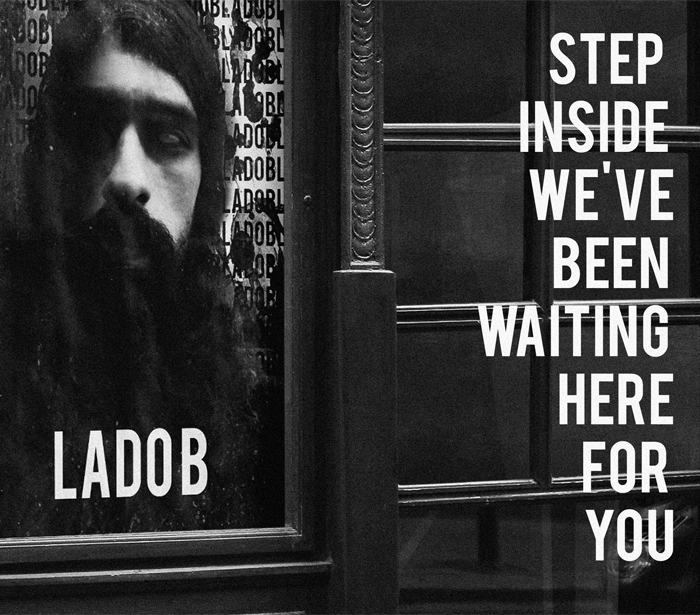 LADOB
STEP
INSIDE
WE'VE
BEEN
WAITING
HERE
FOR
YOU